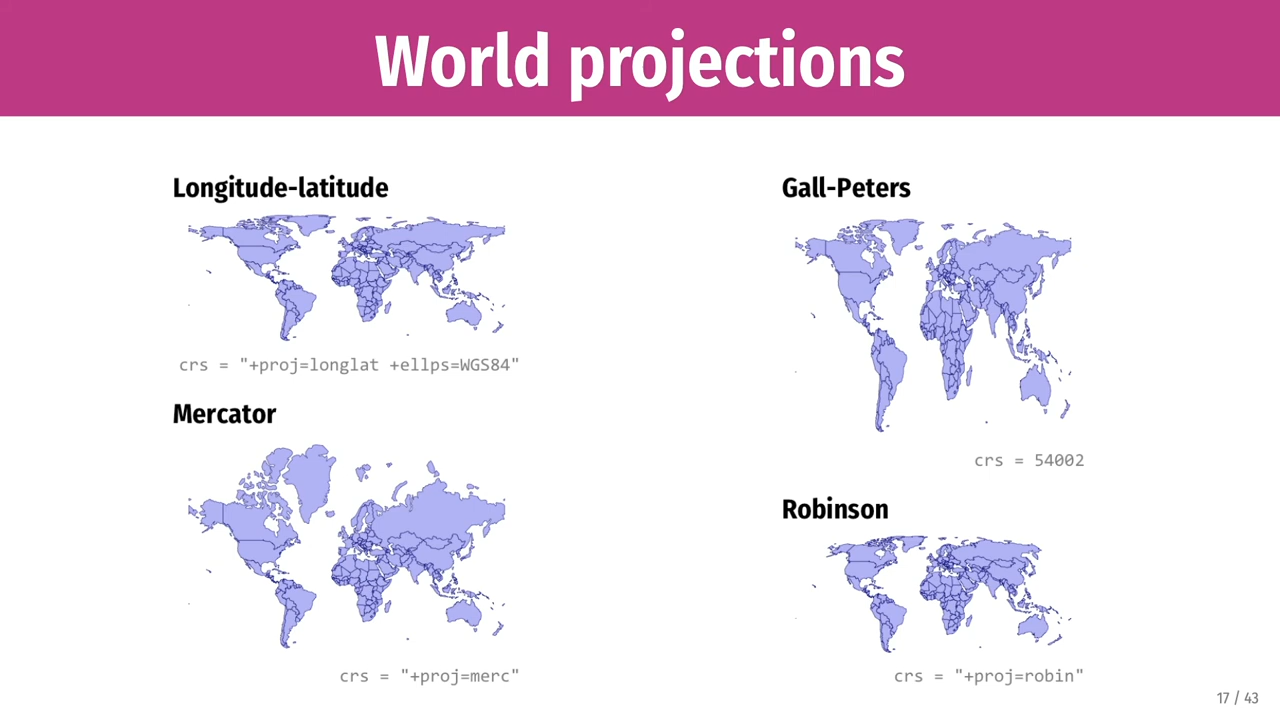 World projections
Longitude-latitude
crs = "+proj=longlat +ellps=WGS84"
Mercator
crs = "+proj=merc"
Gall-Peters
crs = 54002
Robinson
crs = "+proj=robin"
17 / 43